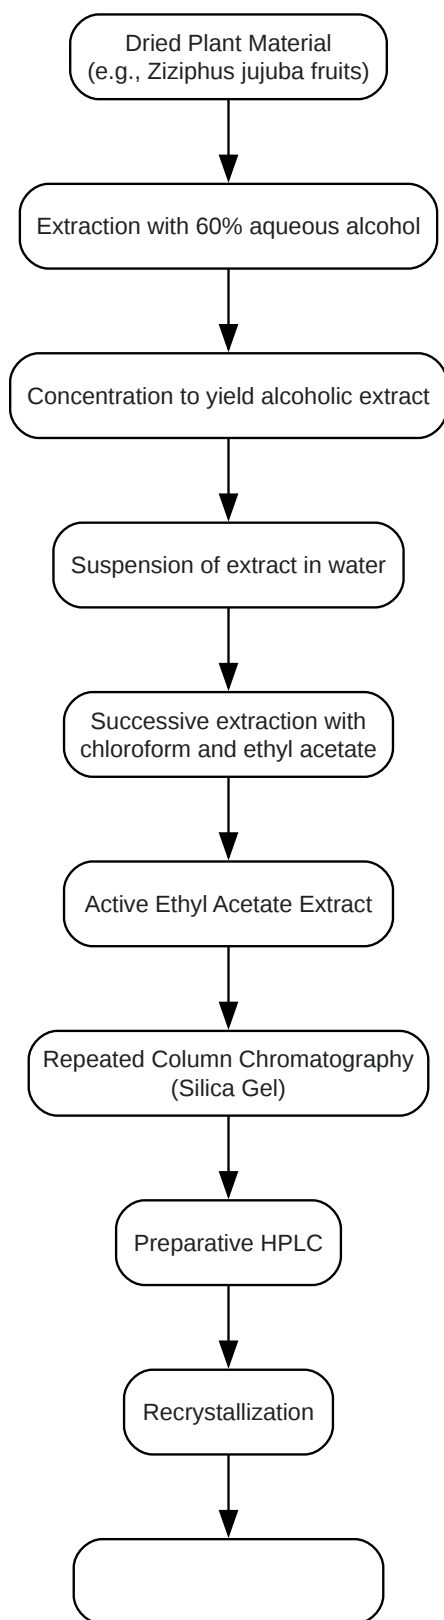 Dried Plant Material
(e.g., Ziziphus jujuba fruits)
Extraction with 60% aqueous alcohol
Concentration to yield alcoholic extract
Suspension of extract in water
Successive extraction with
chloroform and ethyl acetate
Active Ethyl Acetate Extract
Repeated Column Chromatography
(Silica Gel)
Preparative HPLC
Recrystallization